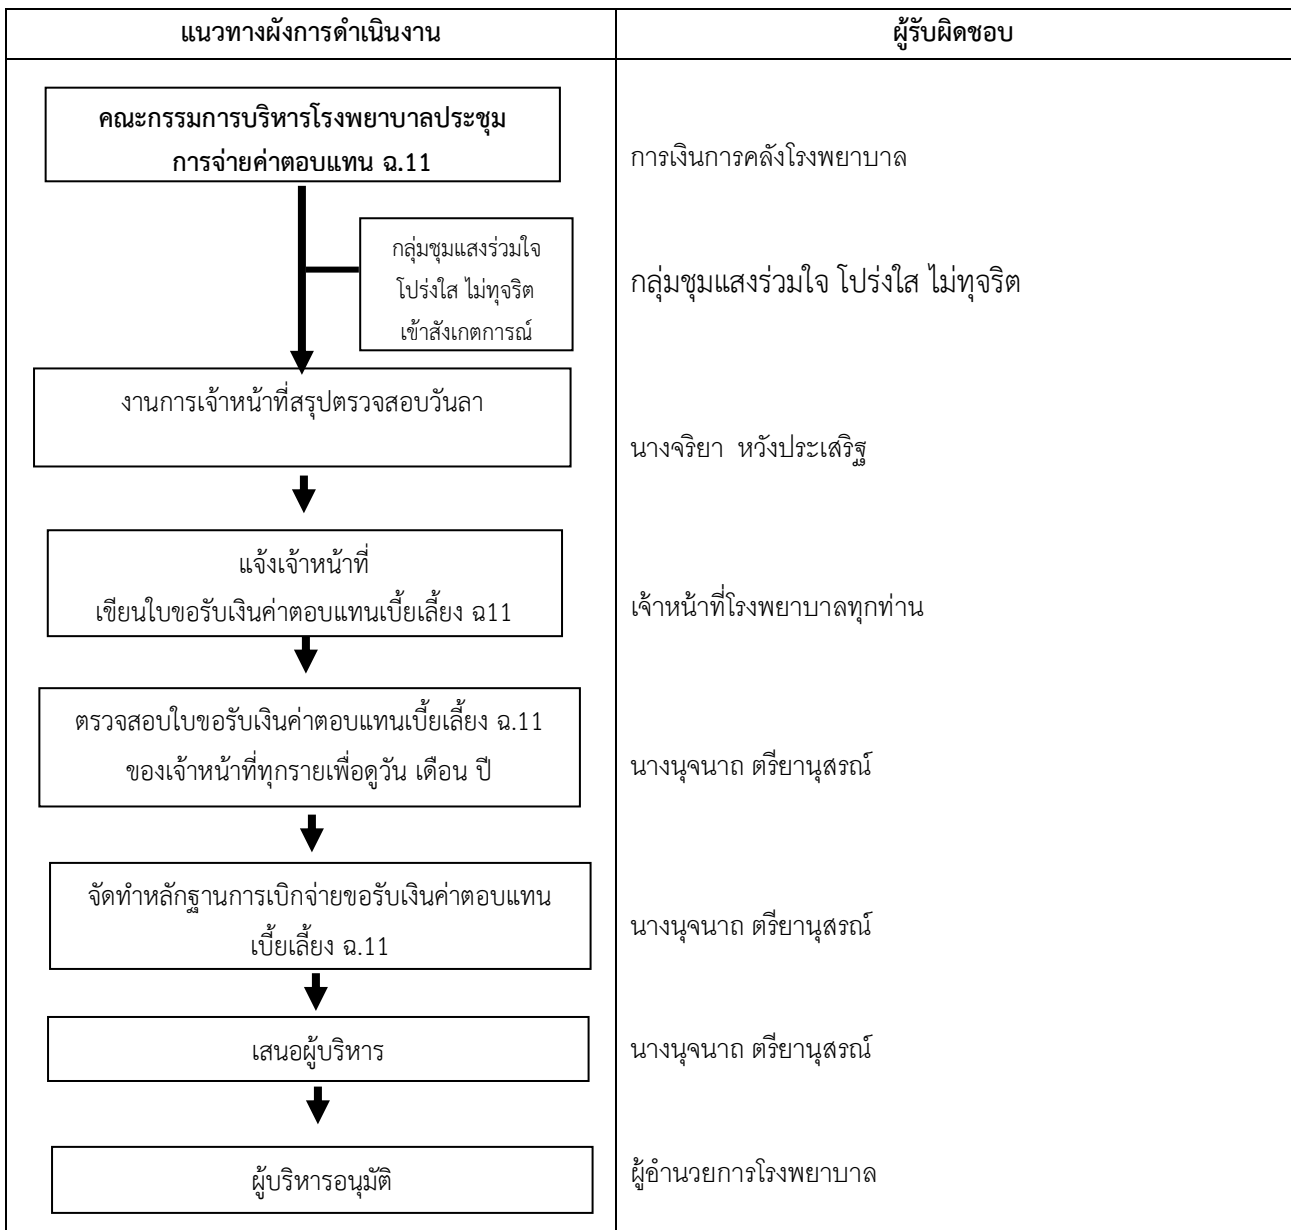 แนวทางผังการดำเนินงาน
ผู้รับผิดชอบ
คณะกรรมการบริหารโรงพยาบาลประชุม
การจ่ายค่าตอบแทน ฉ.11
การเงินการคลังโรงพยาบาล
กลุ่มชุมแสงร่วมใจ
โปร่งใส ไม่ทุจริต
เข้าสังเกตการณ์
กลุ่มชุมแสงร่วมใจ โปร่งใส ไม่ทุจริต
งานการเจ้าหน้าที่สรุปตรวจสอบวันลา
นางจริยา หวังประเสริฐ
แจ้งเจ้าหน้าที่
เขียนใบขอรับเงินค่าตอบแทนเบี้ยเลี้ยง ฉ11
เจ้าหน้าที่โรงพยาบาลทุกท่าน
ตรวจสอบใบขอรับเงินค่าตอบแทนเบี้ยเลี้ยง ฉ.11
ของเจ้าหน้าที่ทุกรายเพื่อดูวัน เดือน ปี
นางนุจนาถ ตรียานุสรณ์
จัดทำหลักฐานการเบิกจ่ายขอรับเงินค่าตอบแทน
เบี้ยเลี้ยง ฉ.11
นางนุจนาถ ตรียานุสรณ์
เสนอผู้บริหาร
นางนุจนาถ ตรียานุสรณ์
ผู้บริหารอนุมัติ
ผู้อำนวยการโรงพยาบาล